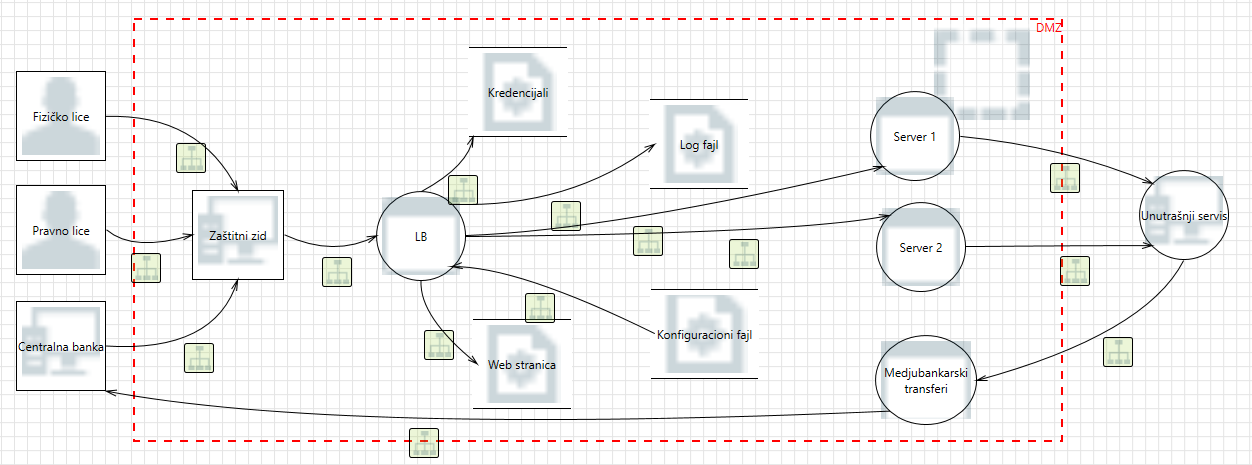 DMZ
Kredencijali
Fizičko lice
Log fajl
Server 1
Pravno lice
Zaštitni zid
LB
Server 2
Unutrašnji servis
Centralna banka
Web stranica
Konfiguracioni fajl
Medjubankarski
transferi